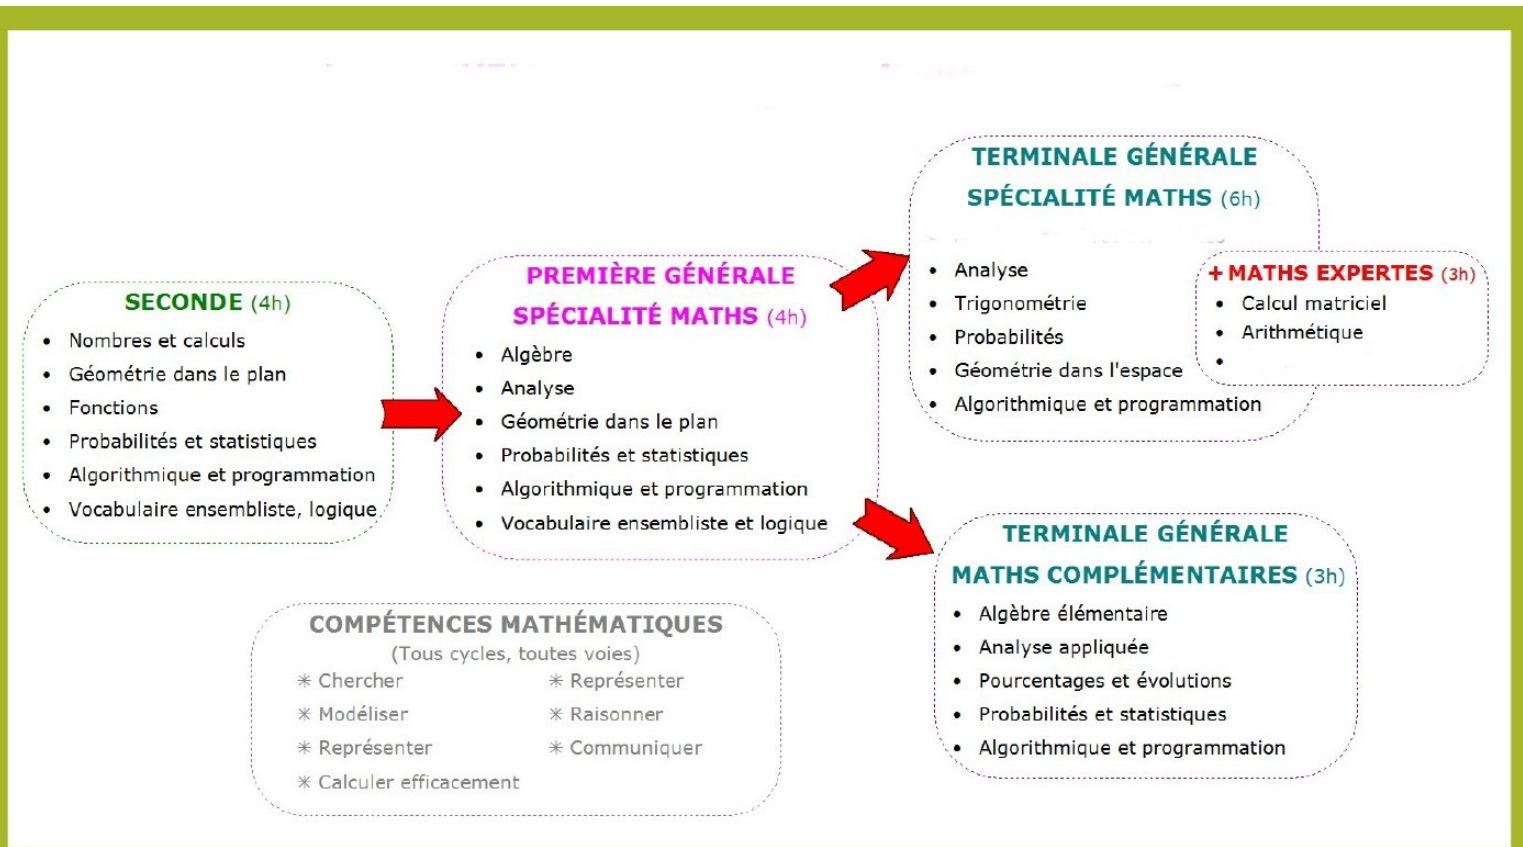 SECONDE (4h)
• Nombres et calculs
• Géométrie dans le plan
• Fonctions
• Probabilités et statistiques
• Algorithmique et programmation
• Vocabulaire ensembliste, logique
PREMIÈRE GÉNÉRALE
SPÉCIALITÉ MATHS (4h)
• Algèbre
• Analyse
• Géométrie dans le plan
• Probabilités et statistiques
• Algorithmique et programmation
• Vocabulaire ensembliste et logique
TERMINALE GÉNÉRALE
SPÉCIALITÉ MATHS (6h)
• Analyse
• Trigonométrie
• Probabilités
• Géométrie dans l'espace
• Algorithmique et programmation
+ MATHS EXPERTES (3h)
• Calcul matriciel
• Arithmétique
•
TERMINALE GÉNÉRALE
MATHS COMPLÉMENTAIRES (3h)
• Algèbre élémentaire
• Analyse appliquée
• Pourcentages et évolutions
• Probabilités et statistiques
• Algorithmique et programmation
COMPÉTENCES MATHÉMATIQUES
(Tous cycles, toutes voies)
✳ Chercher
✳ Modéliser
✳ Représenter
✳ Calculer efficacement
✳ Représenter
✳ Raisonner
✳ Communiquer